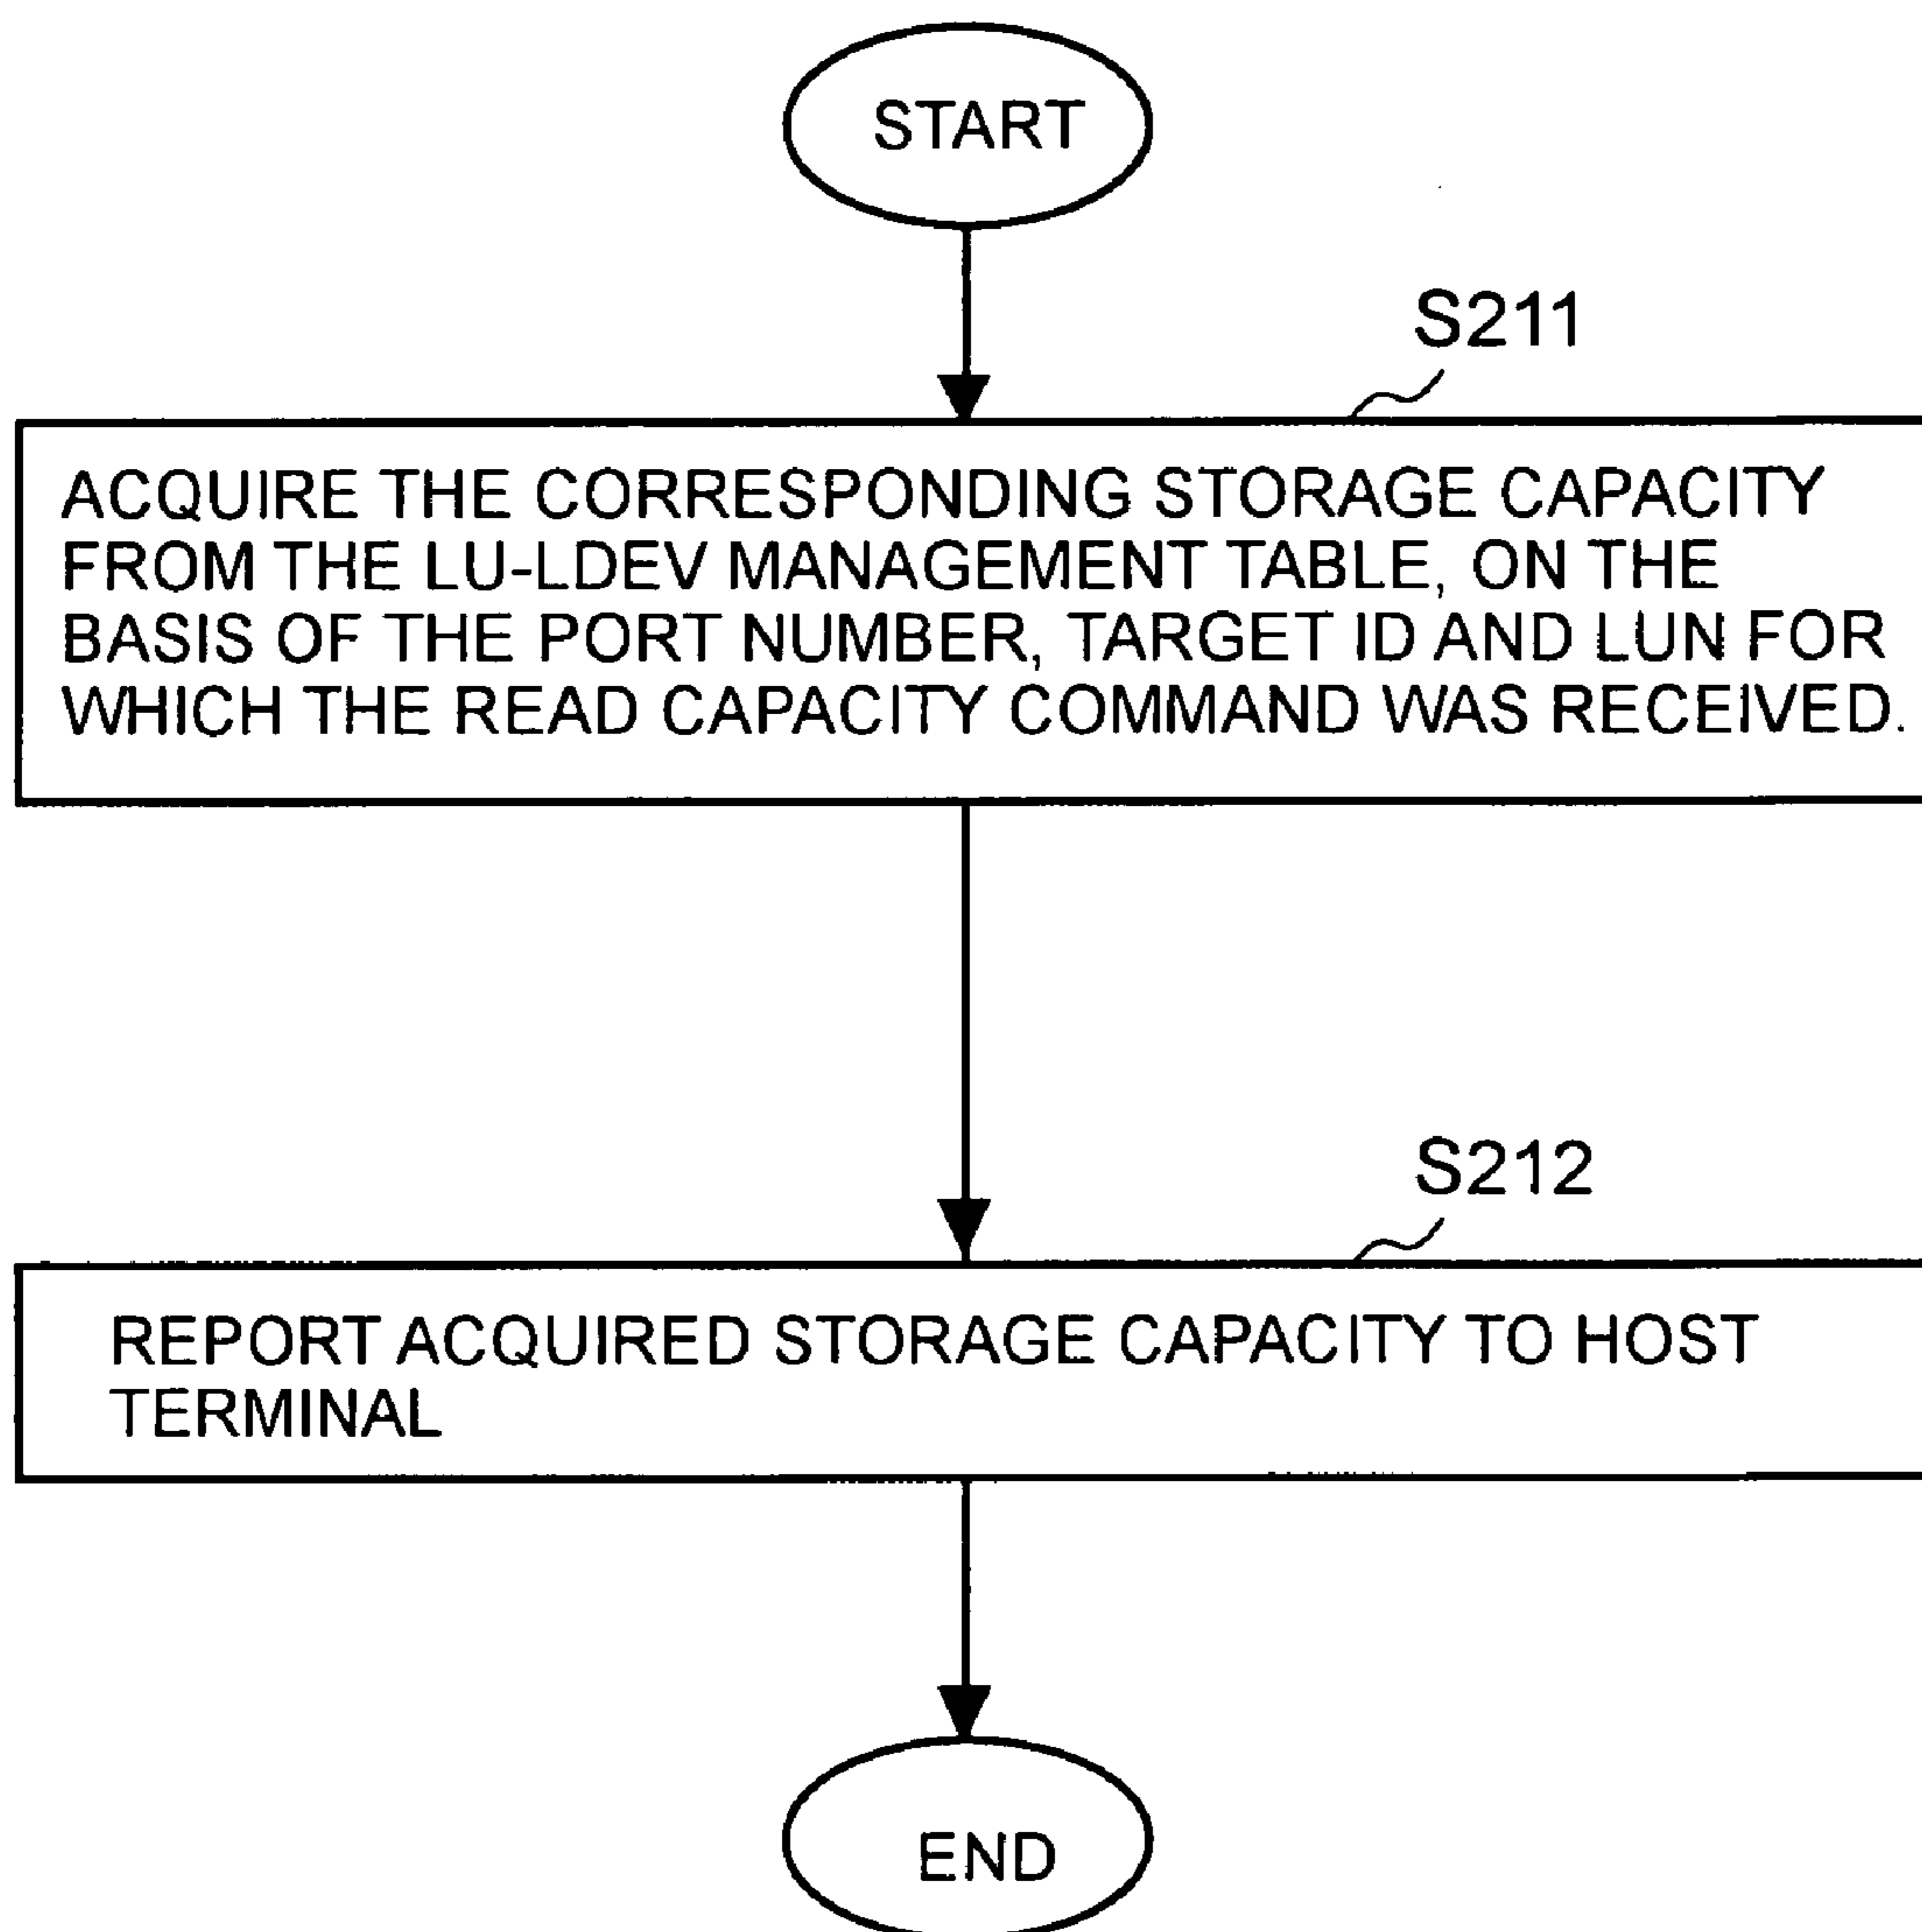 START
S211
ACQUIRE THE CORRESPONDING STORAGE CAPACITY
FROM THE LU-LDEV MANAGEMENT TABLE, ON THE
BASIS OF THE PORT NUMBER, TARGET ID AND LUN FOR
WHICH THE READ CAPACITY COMMAND WAS RECEIVED.
S212
REPORT ACQUIRED STORAGE CAPACITY TO HOST
TERMINAL
END